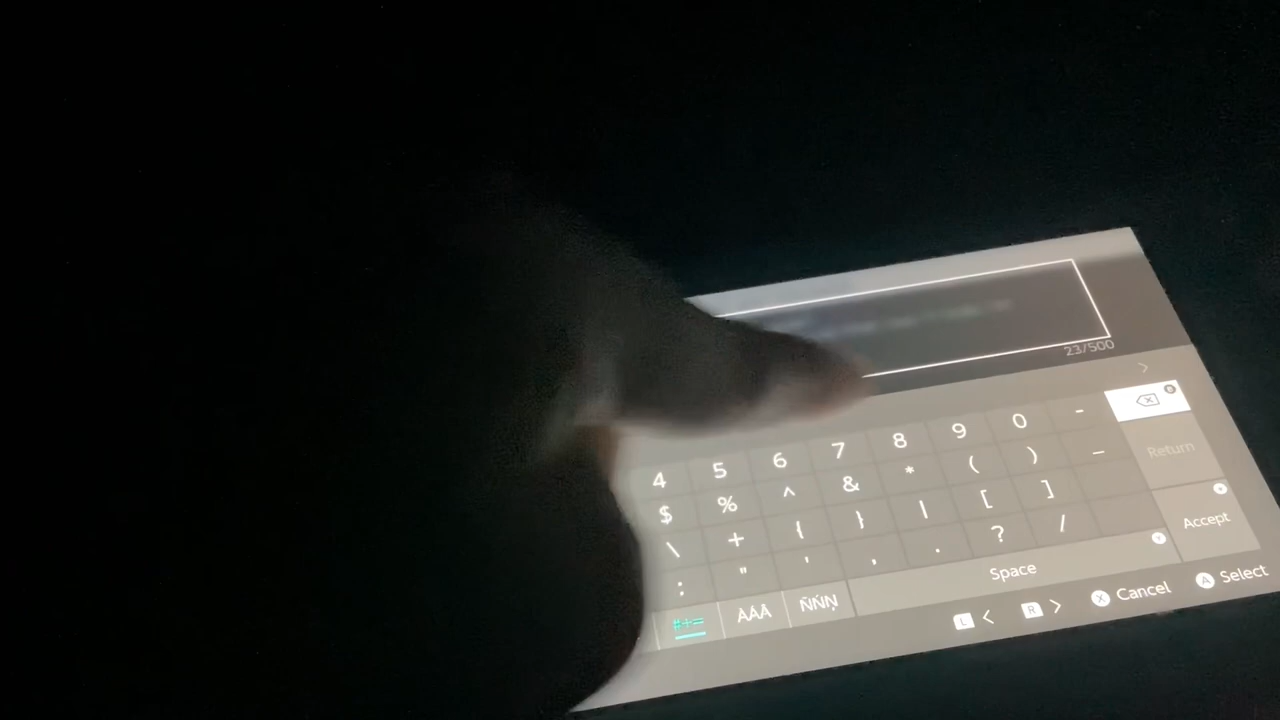 23/500
4 5 6 7 8 9 0 -
$ % ^ & * ( ) _ Return
\ + { } | [ ] Accept
: " ' , . ? /
#+= ÀÁÂ ÑŃŅ Space
L < R > X Cancel A Select